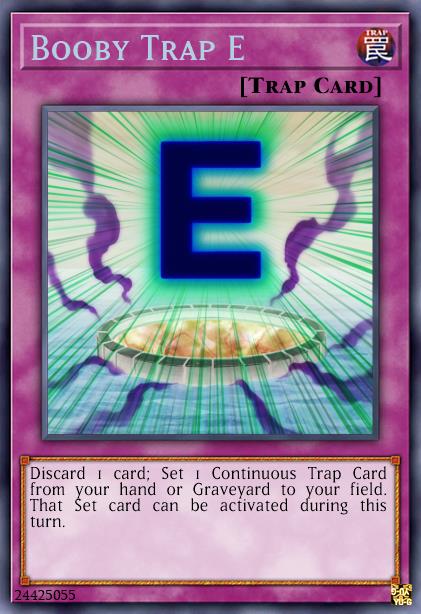 Booby Trap E
TRAP
罠
[Trap Card]
E
Discard 1 card; Set 1 Continuous Trap Card
from your hand or Graveyard to your field.
That Set card can be activated during this
turn.
24425055